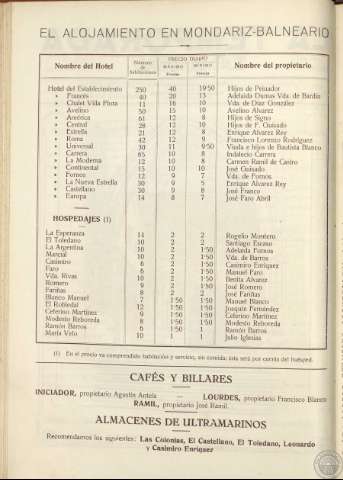 EL ALOJAMIENTO EN MONDARIZ-BALNEARIO
Nombre del Hotel Número de habitaciones PRECIO DIARIO Nombre del propietario
Pesetas Pesetas
Hotel del Establecimiento 250 40 19'50 Hijos de Peinador
» Francés 40 20 13 Adelaida Dumas Vda. de Bardin
» Chalet Villa Plata 11 16 10 Vda. de Diaz González
» Avelino 50 15 10 Avelino Alvarez
» América 61 12 8 Hijos de Signo
» Central 28 12 10 Hijos de F. Guisado
» Estrella 21 12 8 Enrique Alvarez Rey
» Roma 42 12 9 Francisco Lorenzo Rodríguez
» Universal 30 11 9'50 Viuda e hijos de Bautista Blanco
» Carrera 65 10 8 Indalecio Carrera
» La Moderna 12 10 8 Carmen Ramil de Castro
» Continental 15 10 10 José Guisado
» Fornos 12 9 7 Vda. de Fornos
» La Nueva Estrella 30 9 5 Enrique Alvarez Rey
» Castellano 30 9 8 José Franco
» Europa 14 8 7 José Faro Abril
HOSPEDAJES (1)
La Esperanza 11 2 2 Rogelio Montero
El Toledano 10 2 2 Santiago
La Argentina 10 2 1'50 Adelaida Fornos
Marcial 10 2 1'50 Vda. de Barros
Casimiro 6 2 1'50 Casimiro Enríquez
Faro 6 2 1'50 Manuel Faro
Vda. Rivas 10 2 1'50 Benita Alvarez
Romero 9 2 1'50 José Romero
Fariñas 8 2 2 José Fariñas
Blanco Manuel 7 1'50 1'50 Manuel Blanco
El Robledal 12 1'50 1'50 Joaquín Fernández
Ceferino Martínez 9 1'50 1'50 Ceferino Martínez
Modesto Reboreda 8 1'50 1'50 Modesto Reboreda
Ramón Barros 6 1'50 1 Ramón Barros
María Velo 10 1 1 Julio Iglesias
(1) En el precio va comprendido habitación y servicio, sin comida; ésta será por cuenta del huésped.
CAFÉS Y BILLARES
INICIADOR, propietario Agustín Antela — LOURDES, propietario Francisco Blanco
RAMIL, propietario José Ramil.
ALMACENES DE ULTRAMARINOS
Recomendamos los siguientes: Las Colonias, El Castellano, El Toledano, Leonardo
y Casimiro Enríquez